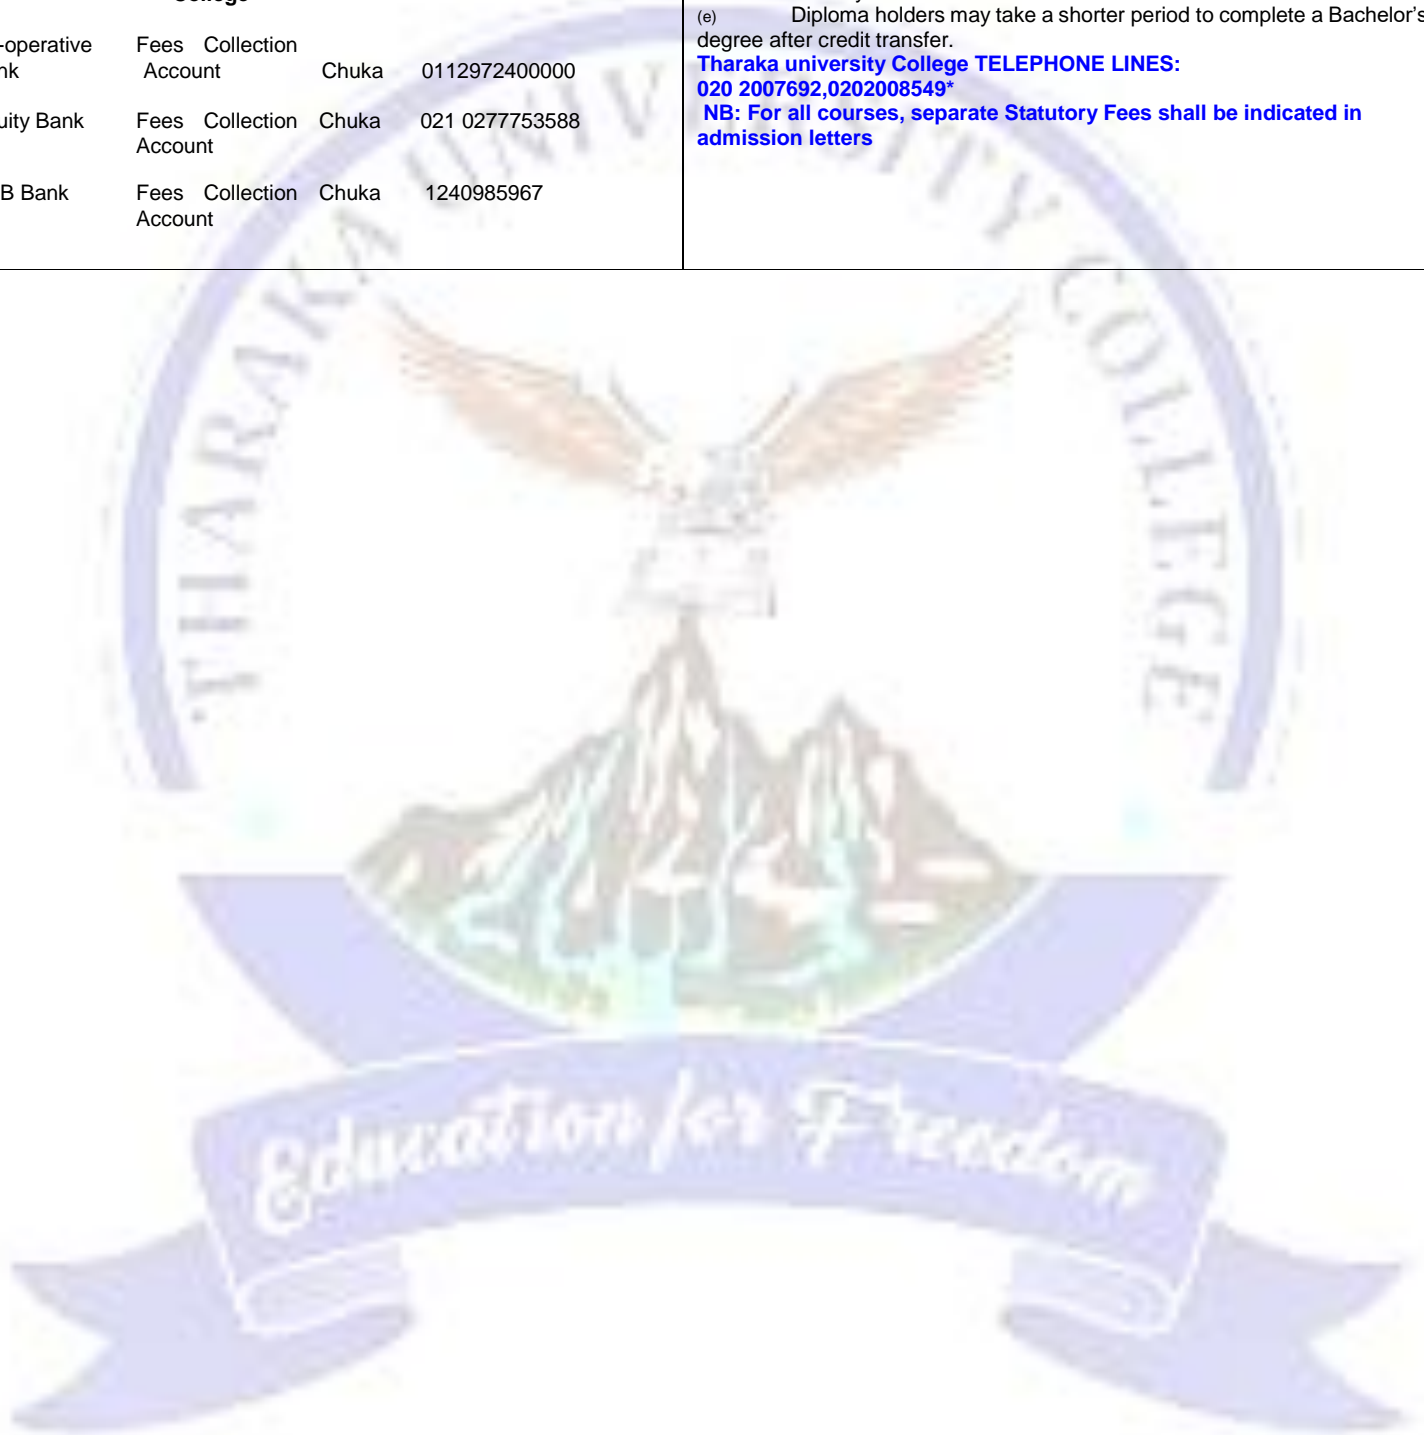 College
-operative Fees Collection
nk Account Chuka 0112972400000
uity Bank Fees Collection Chuka 021 0277753588
Account
B Bank Fees Collection Chuka 1240985967
Account
(e) Diploma holders may take a shorter period to complete a Bachelor's
degree after credit transfer.
Tharaka university College TELEPHONE LINES:
020 2007692,0202008549*
NB: For all courses, separate Statutory Fees shall be indicated in
admission letters
THARAKA UNIVERSITY COLLEGE
Education for Freedom